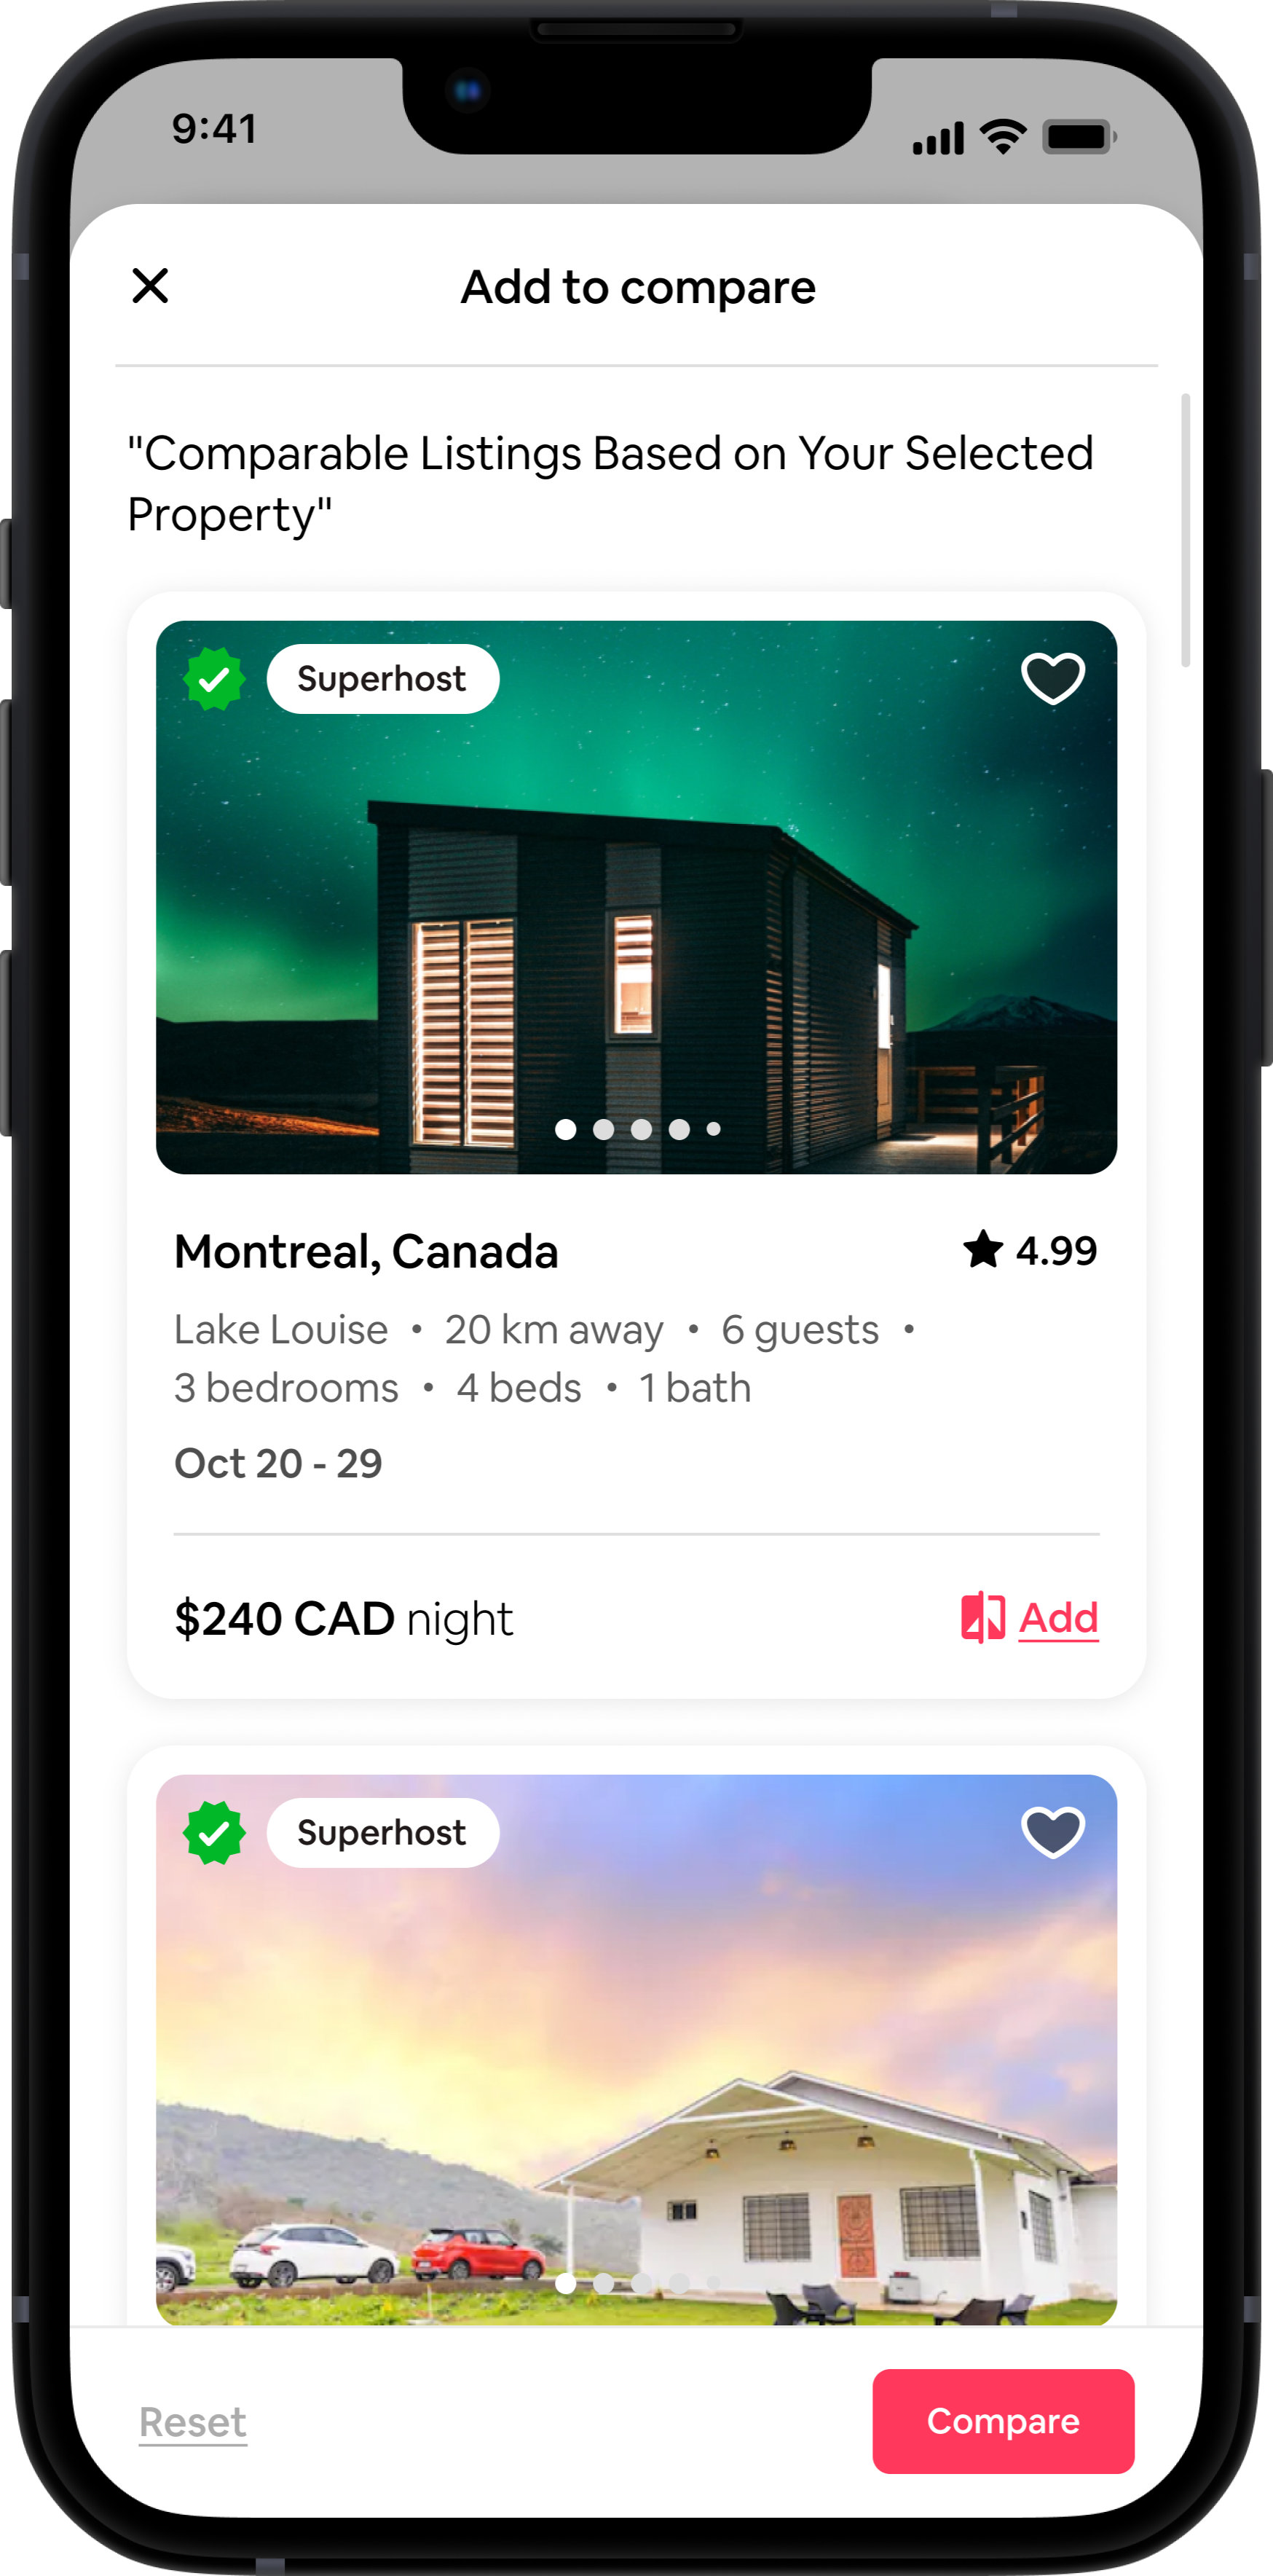 9:41
Add to compare
"Comparable Listings Based on Your Selected
Property"
Superhost
Montreal, Canada
4.99
Lake Louise • 20 km away • 6 guests •
3 bedrooms • 4 beds • 1 bath
Oct 20 - 29
$240 CAD night
Add
Superhost
Reset
Compare